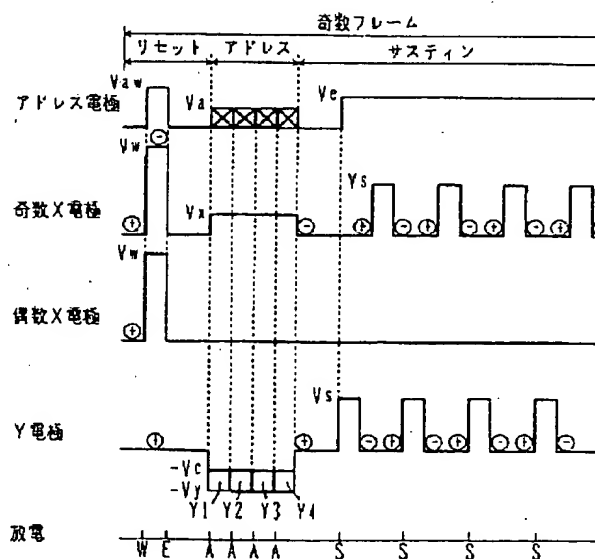 奇数フレーム
リセット アドレス サスティン
Vaw
アドレス電極 Va Ve
⊖
Vw
奇数X電極 Vx Vs
⊕ ⊖ ⊕ ⊖ ⊕ ⊖ ⊕ ⊖ ⊕
Vw
偶数X電極
⊕
Y電極 Vs
⊕ ⊕ ⊖ ⊕ ⊖ ⊕ ⊖ ⊕ ⊖
-Vc
-Vy
Y1 Y2 Y3 Y4
放電
W E A A A A S S S S